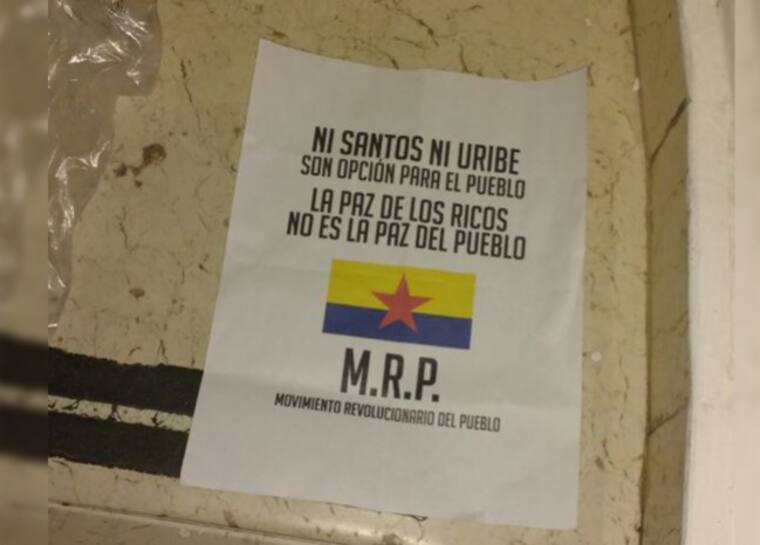 NI SANTOS NI URIBE
SON OPCIÓN PARA EL PUEBLO
LA PAZ DE LOS RICOS
NO ES LA PAZ DEL PUEBLO
M.R.P.
MOVIMIENTO REVOLUCIONARIO DEL PUEBLO